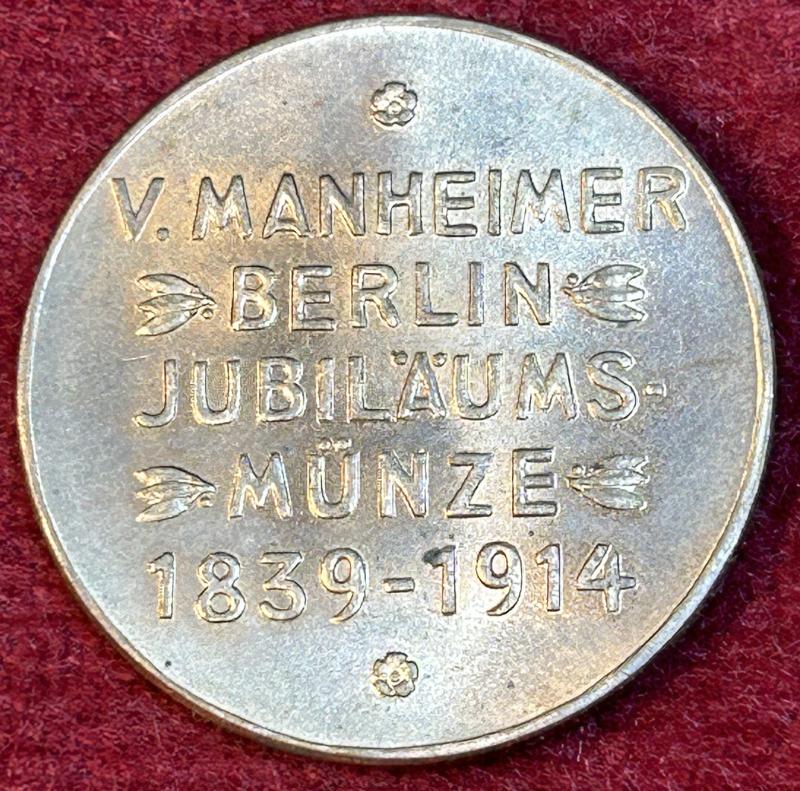 V. MANHEIMER
BERLIN
JUBILÄUMS-
MÜNZE
1839-1914